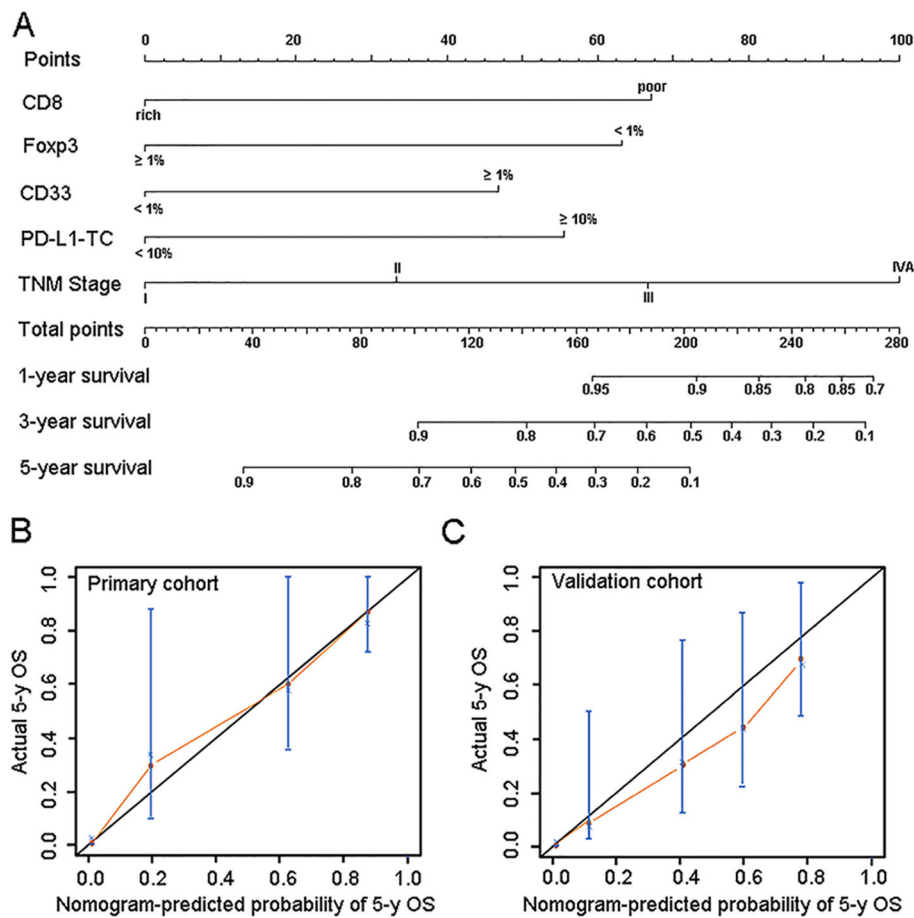 A
Points
0 20 40 60 80 100
CD8
rich
poor
Foxp3
≥ 1%
< 1%
CD33
< 1%
≥ 1%
PD-L1-TC
< 10%
≥ 10%
TNM Stage
I
II
III
IVA
Total points
0 40 80 120 160 200 240 280
1-year survival
0.95 0.9 0.85 0.8 0.85 0.7
3-year survival
0.9 0.8 0.7 0.6 0.5 0.4 0.3 0.2 0.1
5-year survival
0.9 0.8 0.7 0.6 0.5 0.4 0.3 0.2 0.1
B
Primary cohort
Actual 5-y OS
1.0
0.8
0.6
0.4
0.2
0.0
0.0 0.2 0.4 0.6 0.8 1.0
Nomogram-predicted probability of 5-y OS
C
Validation cohort
Actual 5-y OS
1.0
0.8
0.6
0.4
0.2
0.0
0.0 0.2 0.4 0.6 0.8 1.0
Nomogram-predicted probability of 5-y OS